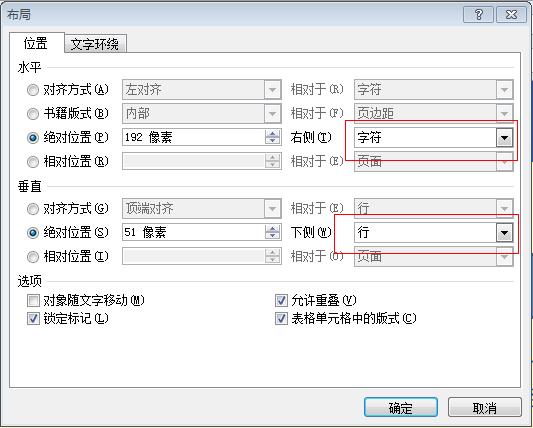 布局
位置 文字环绕
水平
对齐方式(A) 左对齐 相对于(R) 字符
书籍版式(B) 内部 相对于(F) 页边距
绝对位置(P) 192 像素 右侧(T) 字符
相对位置(R) 相对于(E) 页面
垂直
对齐方式(G) 顶端对齐 相对于(E) 行
绝对位置(S) 51 像素 下侧(W) 行
相对位置(I) 相对于(O) 页面
选项
对象随文字移动(M) 允许重叠(V)
锁定标记(L) 表格单元格中的版式(C)
确定 取消